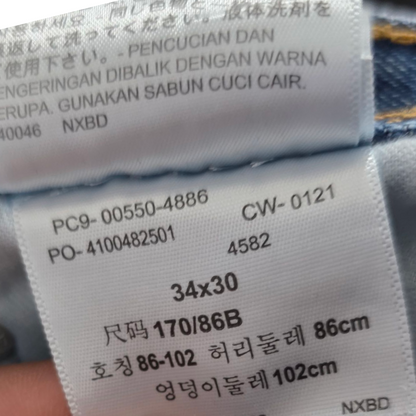 液体洗剤を
返して洗ってください。 - PENCUCIAN DAN
使用下さい。
ENGERINGAN DIBALIK DENGAN WARNA
ERUPA. GUNAKAN SABUN CUCI CAIR.
40046 NXBD
PC9- 00550-4886 CW- 0121
PO- 4100482501 4582
34x30
尺码 170/86B
호칭 86-102 허리둘레 86cm
엉덩이둘레 102cm
NXBD